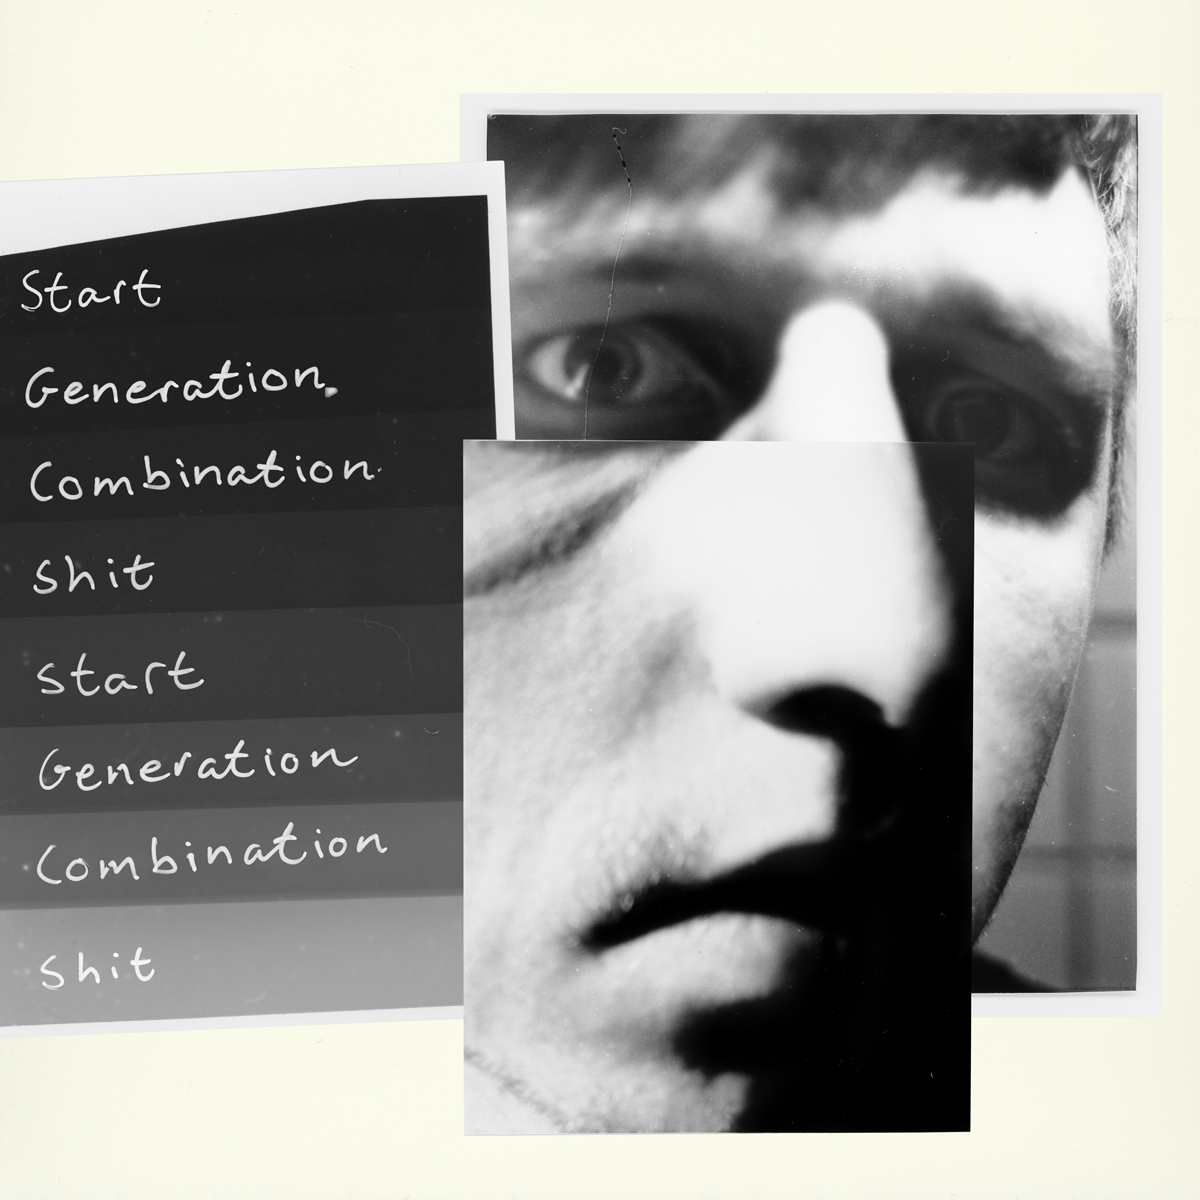 Start
Generation.
Combination.
Shit
Start
Generation
Combination
Shit